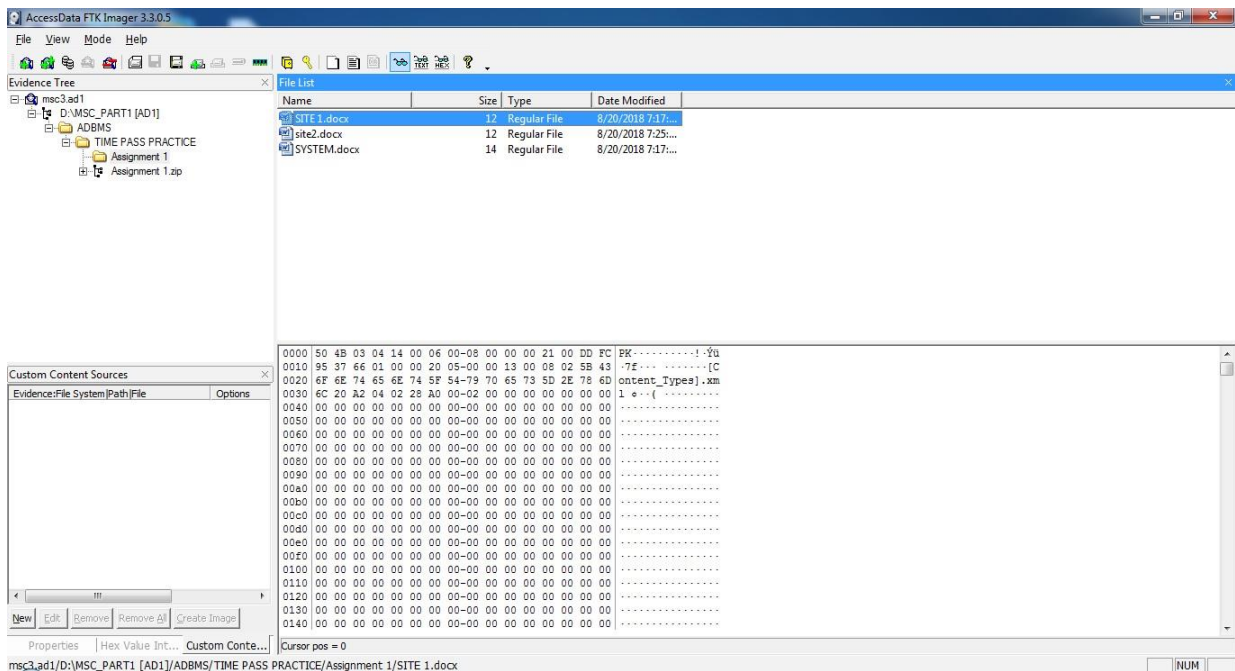 AccessData FTK Imager 3.3.0.5
File View Mode Help
Evidence Tree
msc3.ad1
D:\MSC_PART1 [AD1]
ADBMS
TIME PASS PRACTICE
Assignment 1
Assignment 1.zip
File List
Name Size Type Date Modified
SITE 1.docx 12 Regular File 8/20/2018 7:17:...
site2.docx 12 Regular File 8/20/2018 7:25:...
SYSTEM.docx 14 Regular File 8/20/2018 7:17:...
Custom Content Sources
Evidence:File System|Path|File Options
New Edit Remove Remove All Create Image
Properties Hex Value Int... Custom Conte...
0000 50 4B 03 04 14 00 06 00-08 00 00 00 21 00 DD FC PK··········!·Ýü
0010 95 37 66 01 00 00 20 05-00 00 13 00 08 02 5B 43 ·7f··· ·······[C
0020 6F 6E 74 65 6E 74 5F 54-79 70 65 73 5D 2E 78 6D ontent_Types].xm
0030 6C 20 A2 04 02 28 A0 00-02 00 00 00 00 00 00 00 l ¢··( ·········
0040 00 00 00 00 00 00 00 00-00 00 00 00 00 00 00 00 ················
0050 00 00 00 00 00 00 00 00-00 00 00 00 00 00 00 00 ················
0060 00 00 00 00 00 00 00 00-00 00 00 00 00 00 00 00 ················
0070 00 00 00 00 00 00 00 00-00 00 00 00 00 00 00 00 ················
0080 00 00 00 00 00 00 00 00-00 00 00 00 00 00 00 00 ················
0090 00 00 00 00 00 00 00 00-00 00 00 00 00 00 00 00 ················
00a0 00 00 00 00 00 00 00 00-00 00 00 00 00 00 00 00 ················
00b0 00 00 00 00 00 00 00 00-00 00 00 00 00 00 00 00 ················
00c0 00 00 00 00 00 00 00 00-00 00 00 00 00 00 00 00 ················
00d0 00 00 00 00 00 00 00 00-00 00 00 00 00 00 00 00 ················
00e0 00 00 00 00 00 00 00 00-00 00 00 00 00 00 00 00 ················
00f0 00 00 00 00 00 00 00 00-00 00 00 00 00 00 00 00 ················
0100 00 00 00 00 00 00 00 00-00 00 00 00 00 00 00 00 ················
0110 00 00 00 00 00 00 00 00-00 00 00 00 00 00 00 00 ················
0120 00 00 00 00 00 00 00 00-00 00 00 00 00 00 00 00 ················
0130 00 00 00 00 00 00 00 00-00 00 00 00 00 00 00 00 ················
0140 00 00 00 00 00 00 00 00-00 00 00 00 00 00 00 00 ················
Cursor pos = 0
msc3.ad1/D:\MSC_PART1 [AD1]/ADBMS/TIME PASS PRACTICE/Assignment 1/SITE 1.docx
NUM